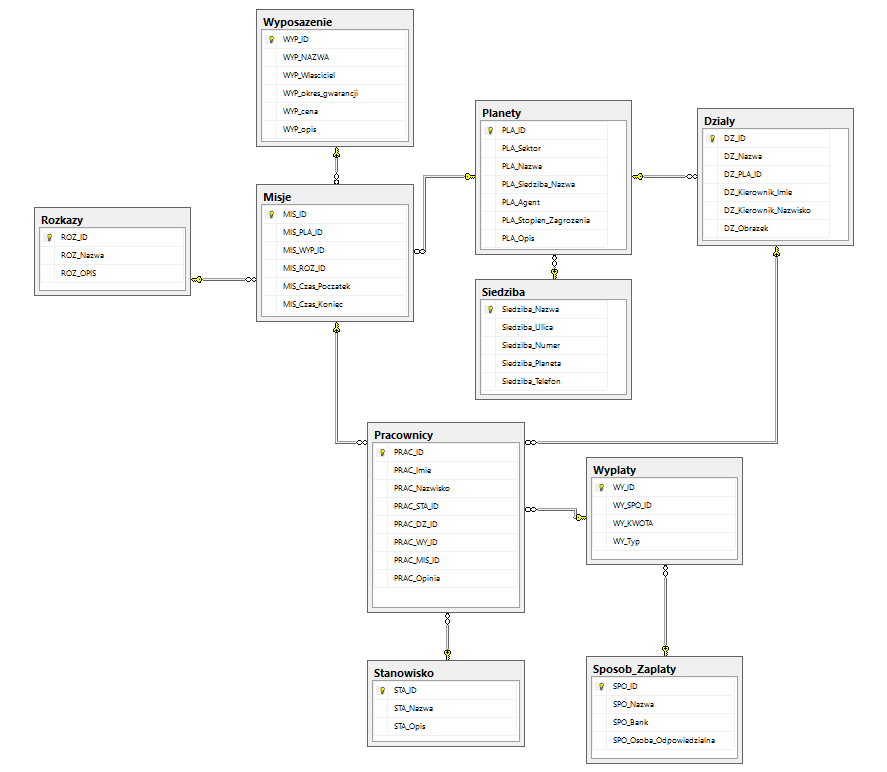 Wyposazenie
WYP_ID
WYP_NAZWA
WYP_Wlasciciel
WYP_okres_gwarancji
WYP_cena
WYP_opis
Planety
PLA_ID
PLA_Sektor
PLA_Nazwa
PLA_Siedziba_Nazwa
PLA_Agent
PLA_Stopien_Zagrozenia
PLA_Opis
Dzialy
DZ_ID
DZ_Nazwa
DZ_PLA_ID
DZ_Kierownik_Imie
DZ_Kierownik_Nazwisko
DZ_Obrazek
Misje
MIS_ID
MIS_PLA_ID
MIS_WYP_ID
MIS_ROZ_ID
MIS_Czas_Poczatek
MIS_Czas_Koniec
Rozkazy
ROZ_ID
ROZ_Nazwa
ROZ_OPIS
Siedziba
Siedziba_Nazwa
Siedziba_Ulica
Siedziba_Numer
Siedziba_Planeta
Siedziba_Telefon
Pracownicy
PRAC_ID
PRAC_Imie
PRAC_Nazwisko
PRAC_STA_ID
PRAC_DZ_ID
PRAC_WY_ID
PRAC_MIS_ID
PRAC_Opinia
Wyplaty
WY_ID
WY_SPO_ID
WY_KWOTA
WY_Typ
Stanowisko
STA_ID
STA_Nazwa
STA_Opis
Sposob_Zaplaty
SPO_ID
SPO_Nazwa
SPO_Bank
SPO_Osoba_Odpowiedzialna